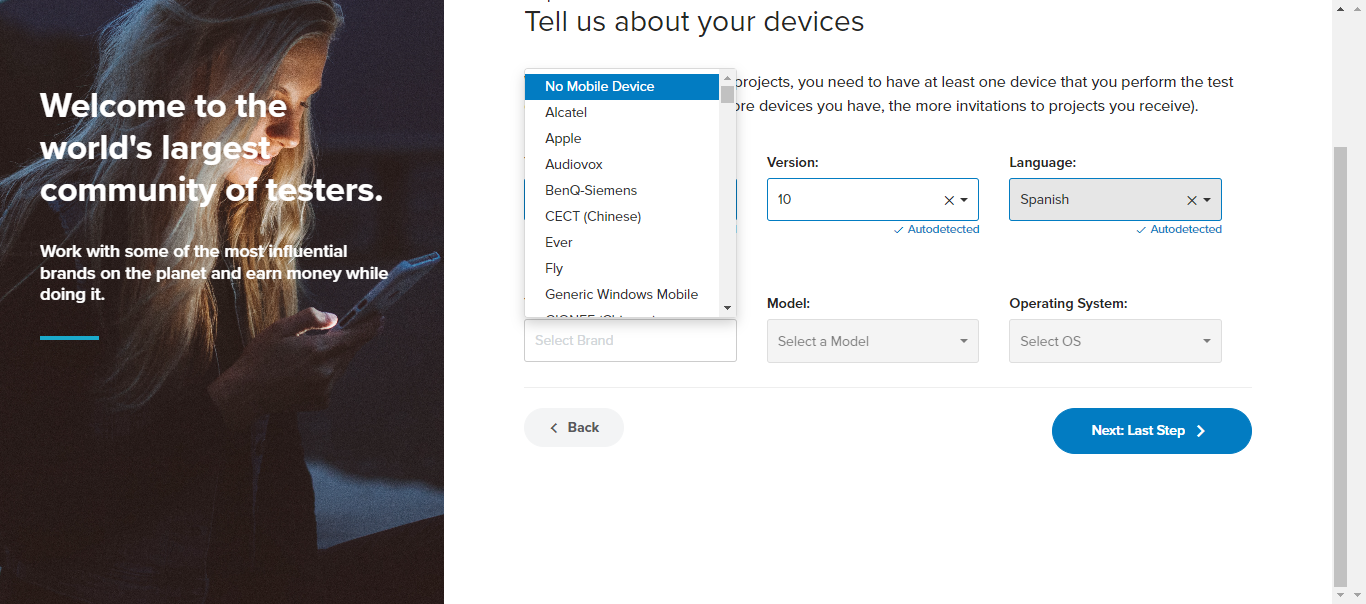 Welcome to the
world's largest
community of testers.
Work with some of the most influential
brands on the planet and earn money while
doing it.
Tell us about your devices
projects, you need to have at least one device that you perform the test
devices you have, the more invitations to projects you receive).
No Mobile Device
Alcatel
Apple
Audiovox
BenQ-Siemens
CECT (Chinese)
Ever
Fly
Generic Windows Mobile
Select Brand
Version:
10
Autodetected
Language:
Spanish
Autodetected
Model:
Select a Model
Operating System:
Select OS
Back
Next: Last Step